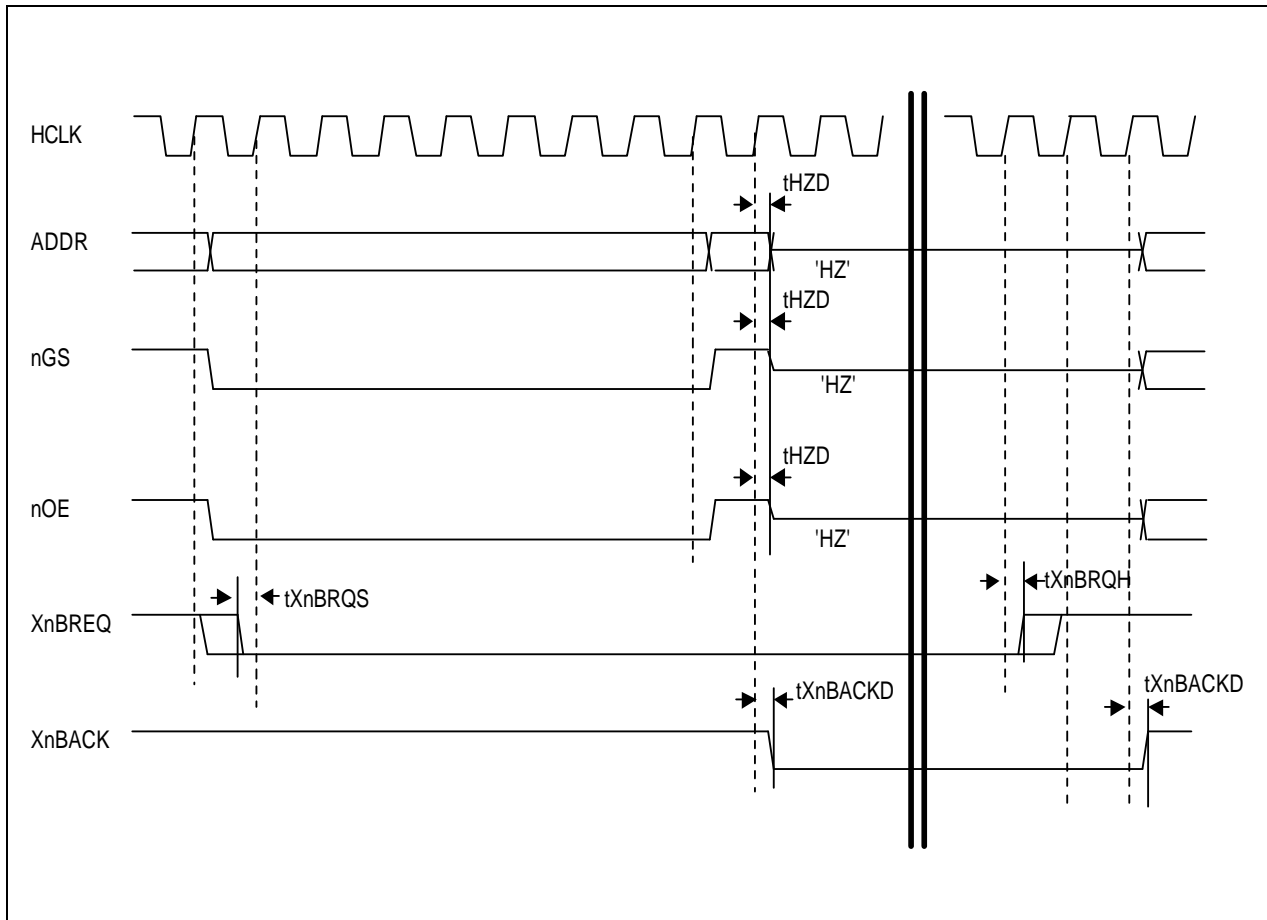 HCLK
tHZD
ADDR
'HZ'
tHZD
nGS
'HZ'
tHZD
nOE
'HZ'
tXnBRQS
tXnBRQH
XnBREQ
tXnBACKD
tXnBACKD
XnBACK